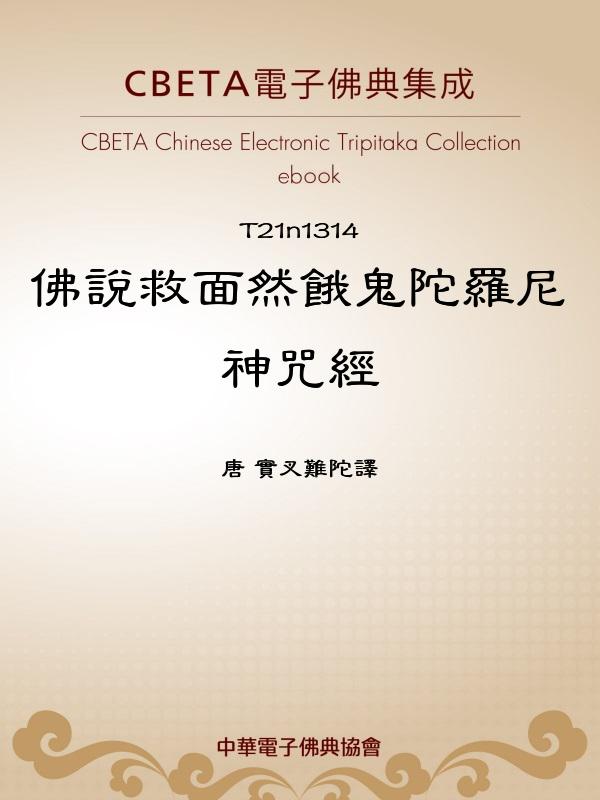 CBETA電子佛典集成
CBETA Chinese Electronic Tripitaka Collection
ebook
T21n1314
佛說救面然餓鬼陀羅尼
神咒經
唐 實叉難陀譯
中華電子佛典協會